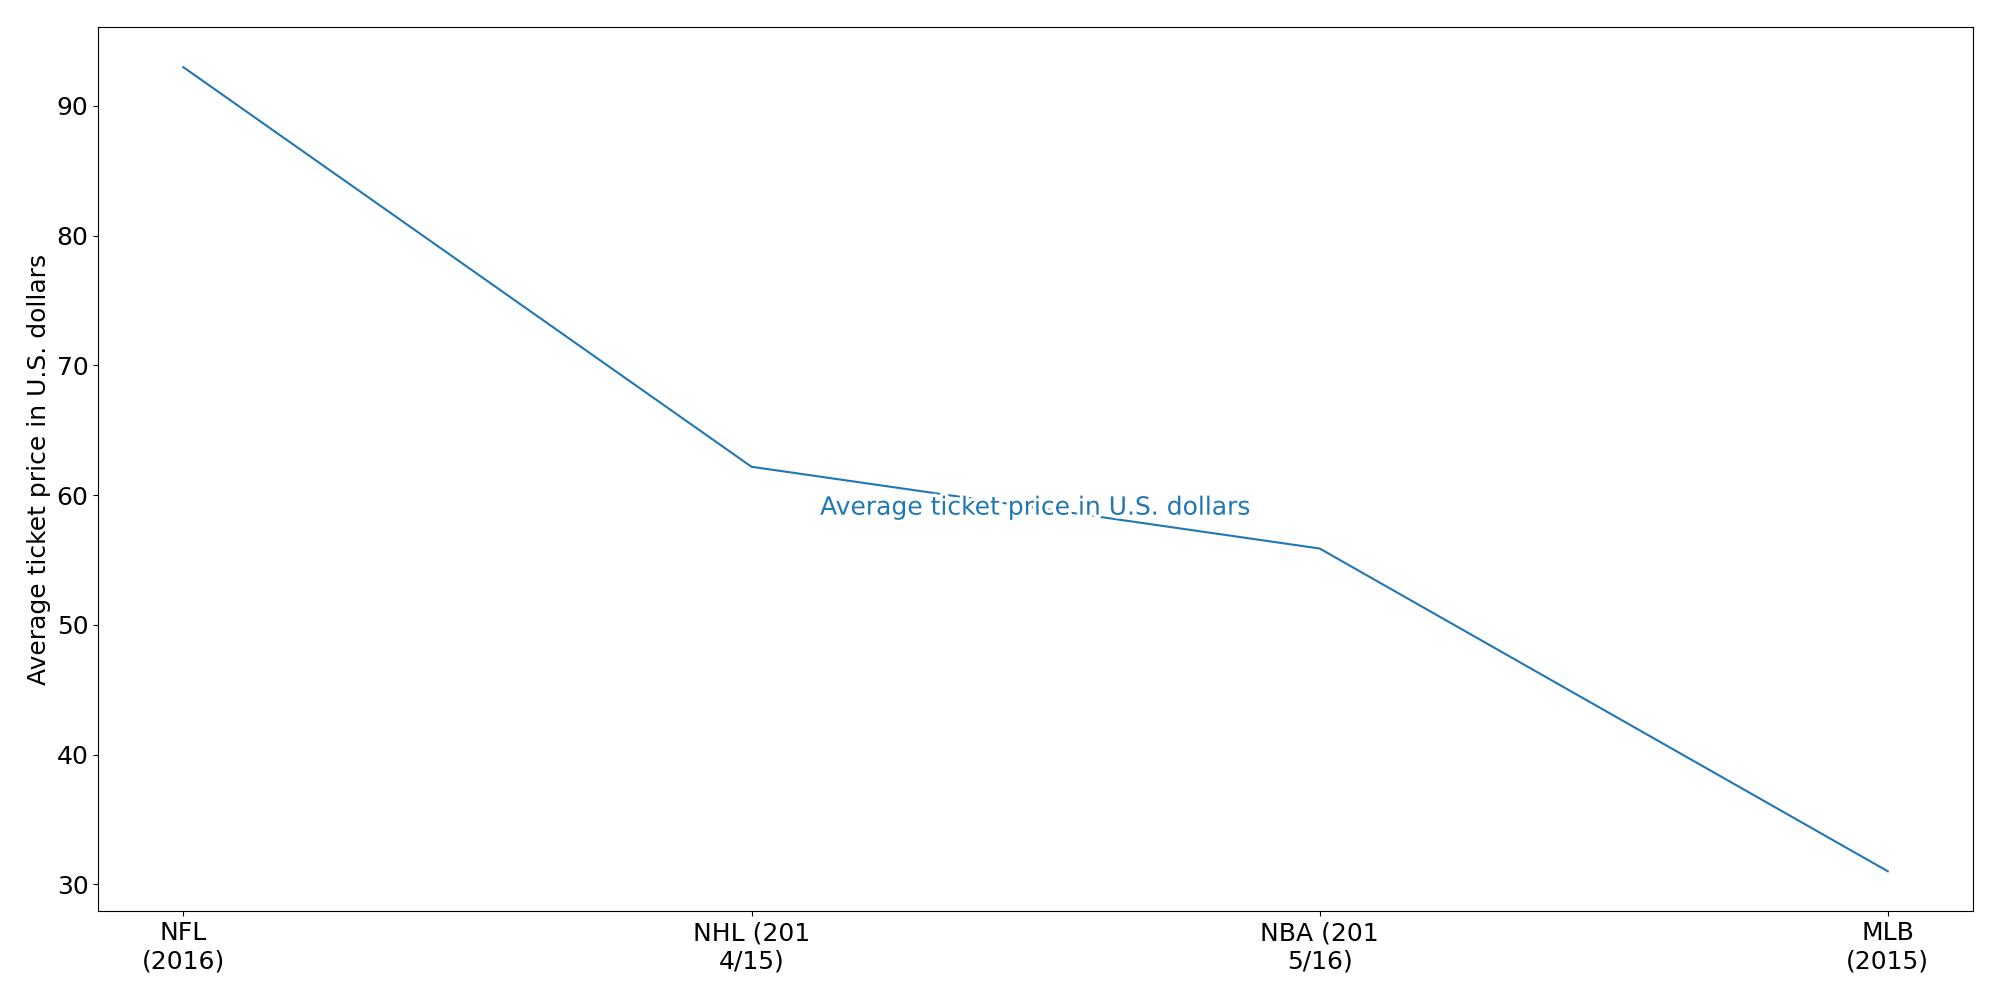 Average ticket price in U.S. dollars
90
80
70
60
50
40
30
Average ticket price in U.S. dollars
NFL
(2016)
NHL (201
4/15)
NBA (201
5/16)
MLB
(2015)